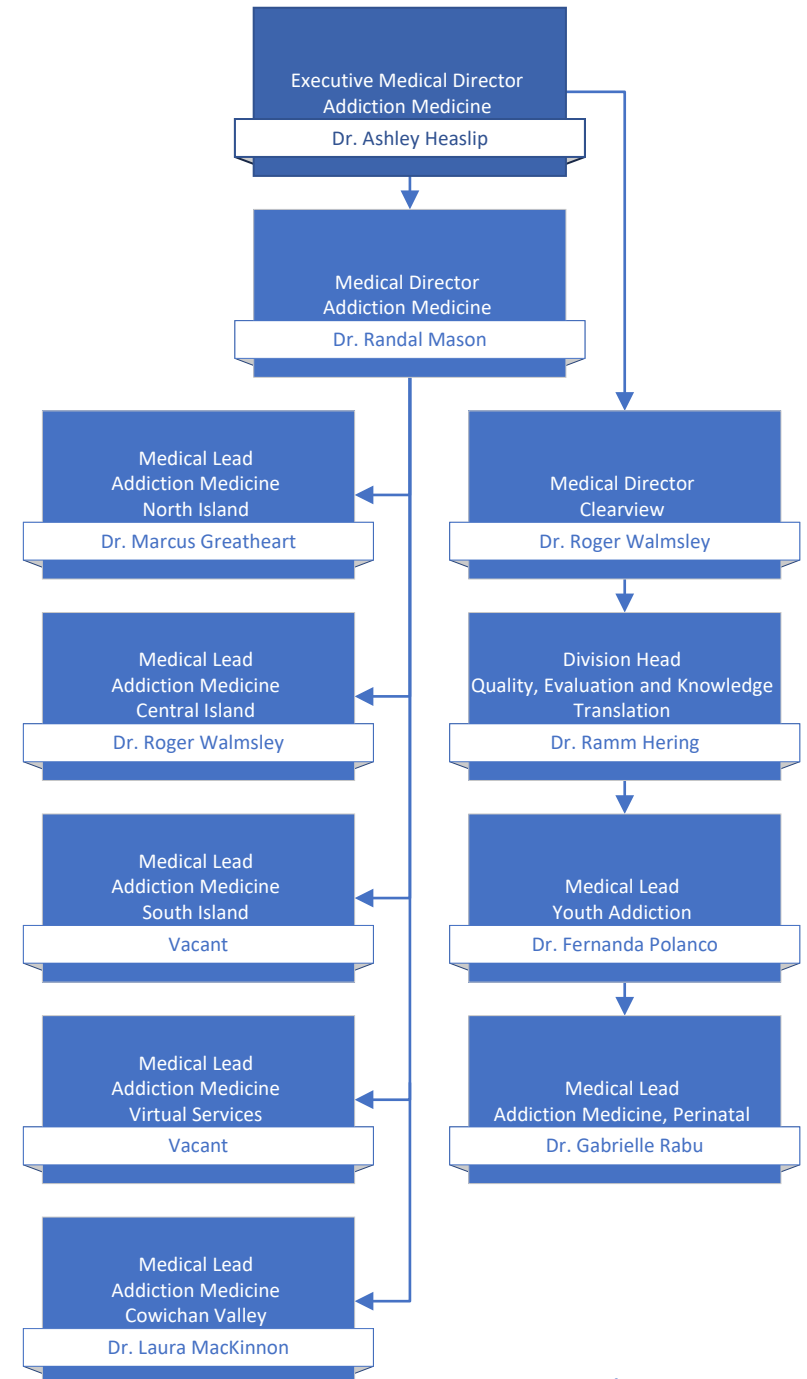 Executive Medical Director
Addiction Medicine
Dr. Ashley Heaslip
Medical Director
Addiction Medicine
Dr. Randal Mason
Medical Lead
Addiction Medicine
North Island
Dr. Marcus Greatheart
Medical Director
Clearview
Dr. Roger Walmsley
Medical Lead
Addiction Medicine
Central Island
Dr. Roger Walmsley
Division Head
Quality, Evaluation and Knowledge
Translation
Dr. Ramm Hering
Medical Lead
Addiction Medicine
South Island
Vacant
Medical Lead
Youth Addiction
Dr. Fernanda Polanco
Medical Lead
Addiction Medicine
Virtual Services
Vacant
Medical Lead
Addiction Medicine, Perinatal
Dr. Gabrielle Rabu
Medical Lead
Addiction Medicine
Cowichan Valley
Dr. Laura MacKinnon